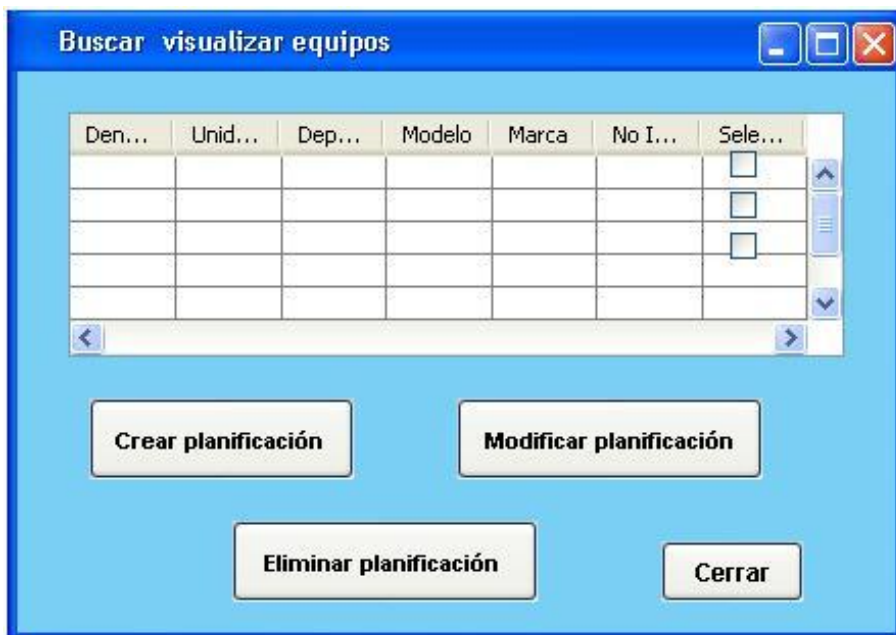 Buscar visualizar equipos
Den... Unid... Dep... Modelo Marca No I... Sele...
Crear planificación Modificar planificación
Eliminar planificación Cerrar